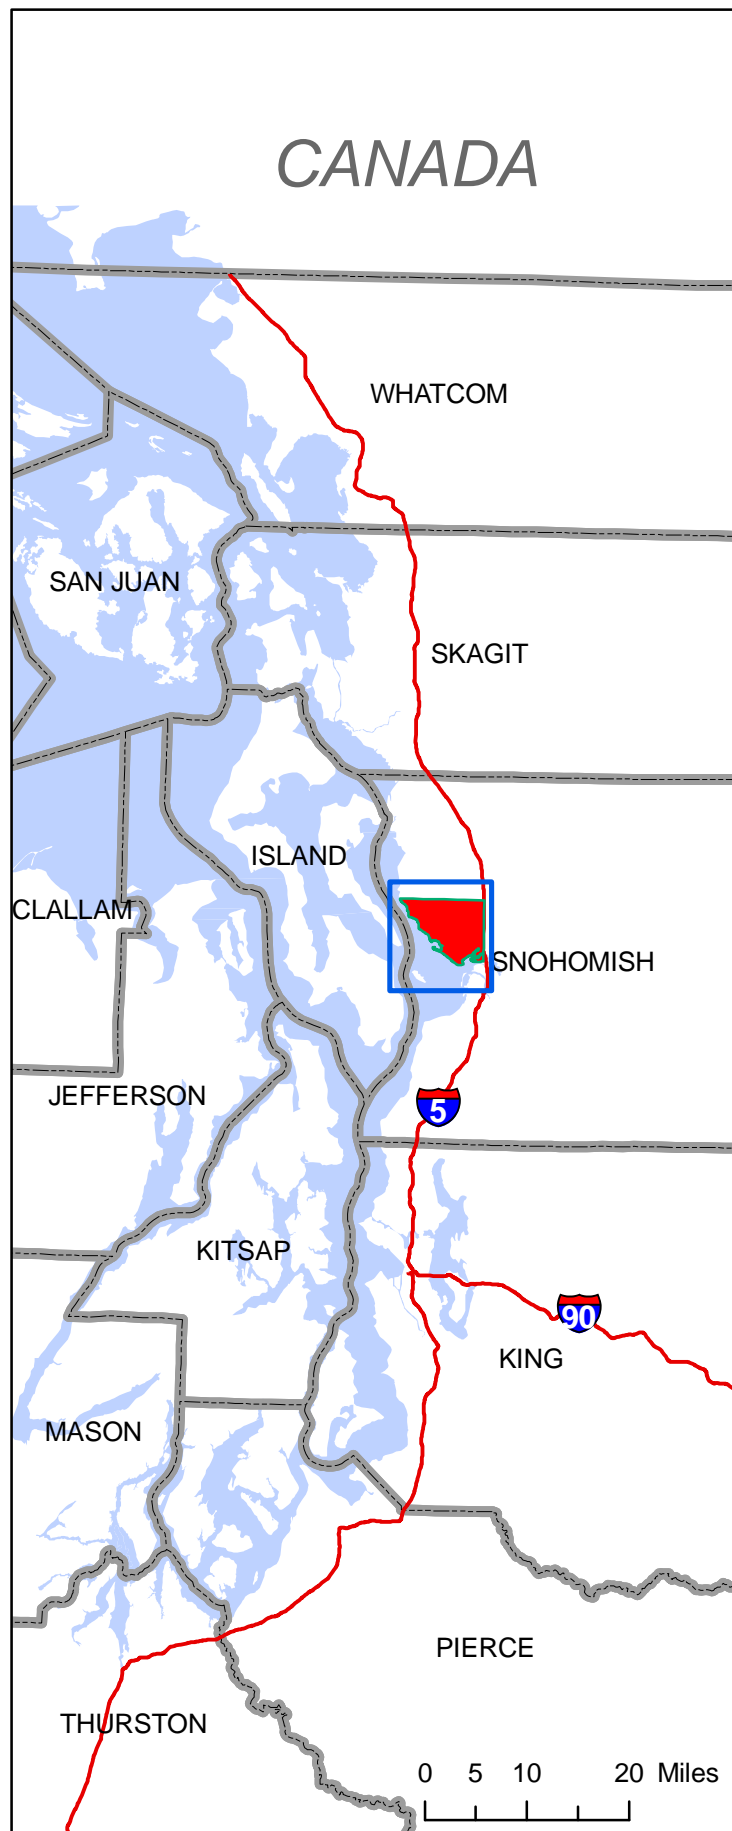 CANADA
WHATCOM
SAN JUAN
SKAGIT
ISLAND
CLALLAM
SNOHOMISH
JEFFERSON
5
KITSAP
90
KING
MASON
PIERCE
THURSTON
0 5 10 20 Miles